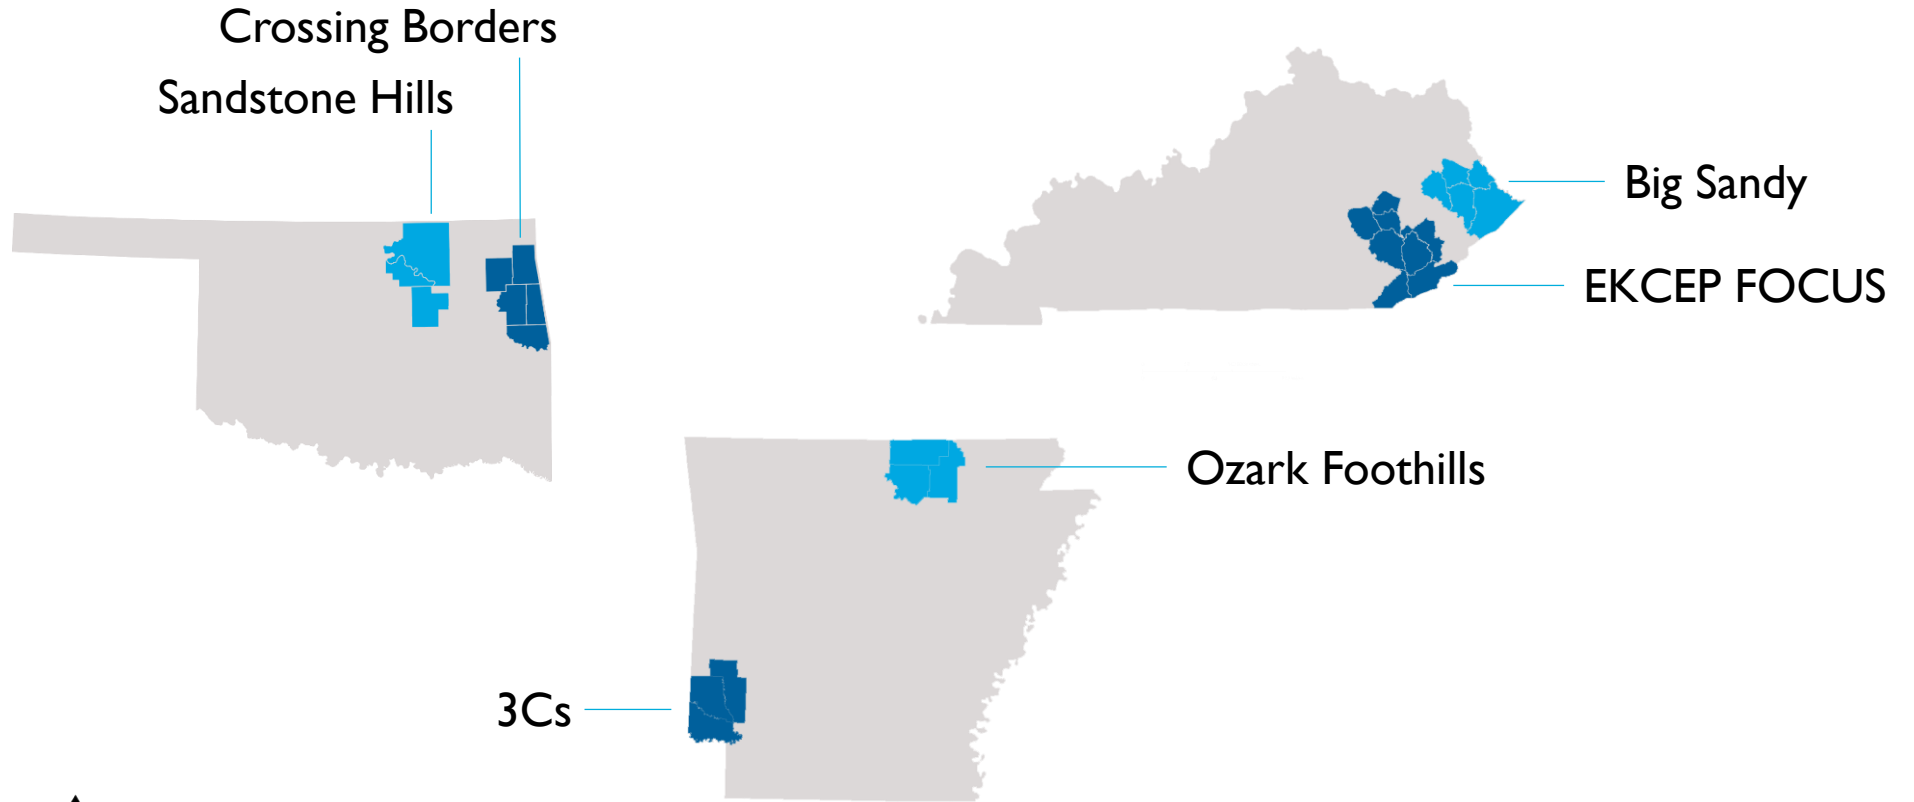 Crossing Borders
Sandstone Hills
Big Sandy
EKCEP FOCUS
Ozark Foothills
3Cs